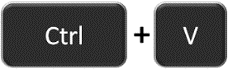 Ctrl + V